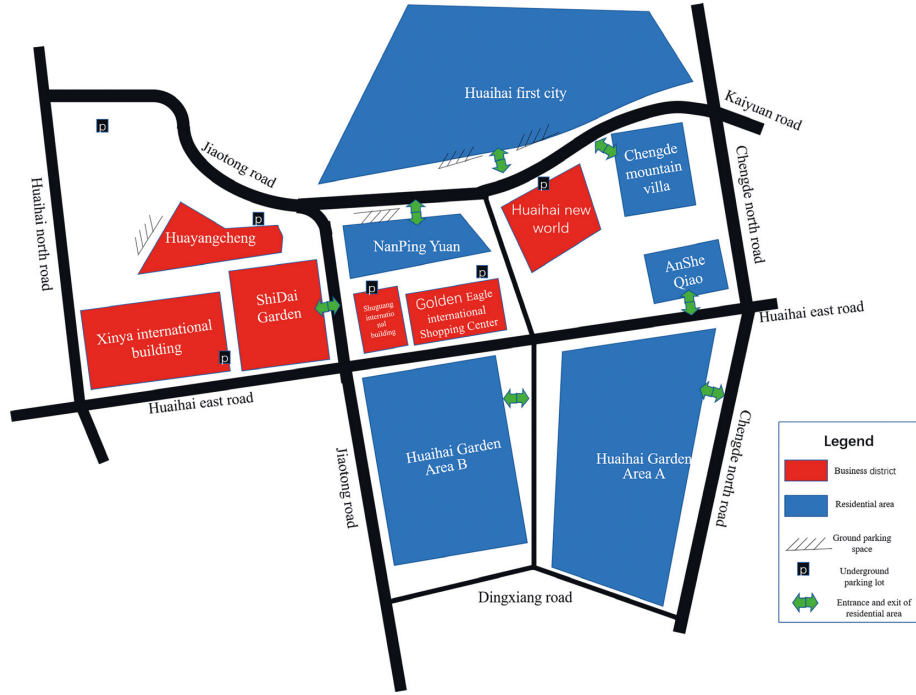 Huaihai first city
Kaiyuan road
p
Jiaotong road
Chengde
mountain
villa
Chengde north road
Huaihai north road
p
p
Huayangcheng
Huaihai new
world
NanPing Yuan
AnShe
Qiao
p
p
ShiDai
Garden
Shuguang
internatio
nal
building
Golden Eagle
international
Shopping Center
Huaihai east road
Xinya international
building
p
Huaihai east road
Jiaotong road
Huaihai Garden
Area B
Huaihai Garden
Area A
Chengde north road
Dingxiang road
Legend
Business district
Residential area
Ground parking
space
p
Underground
parking lot
Entrance and exit of
residential area